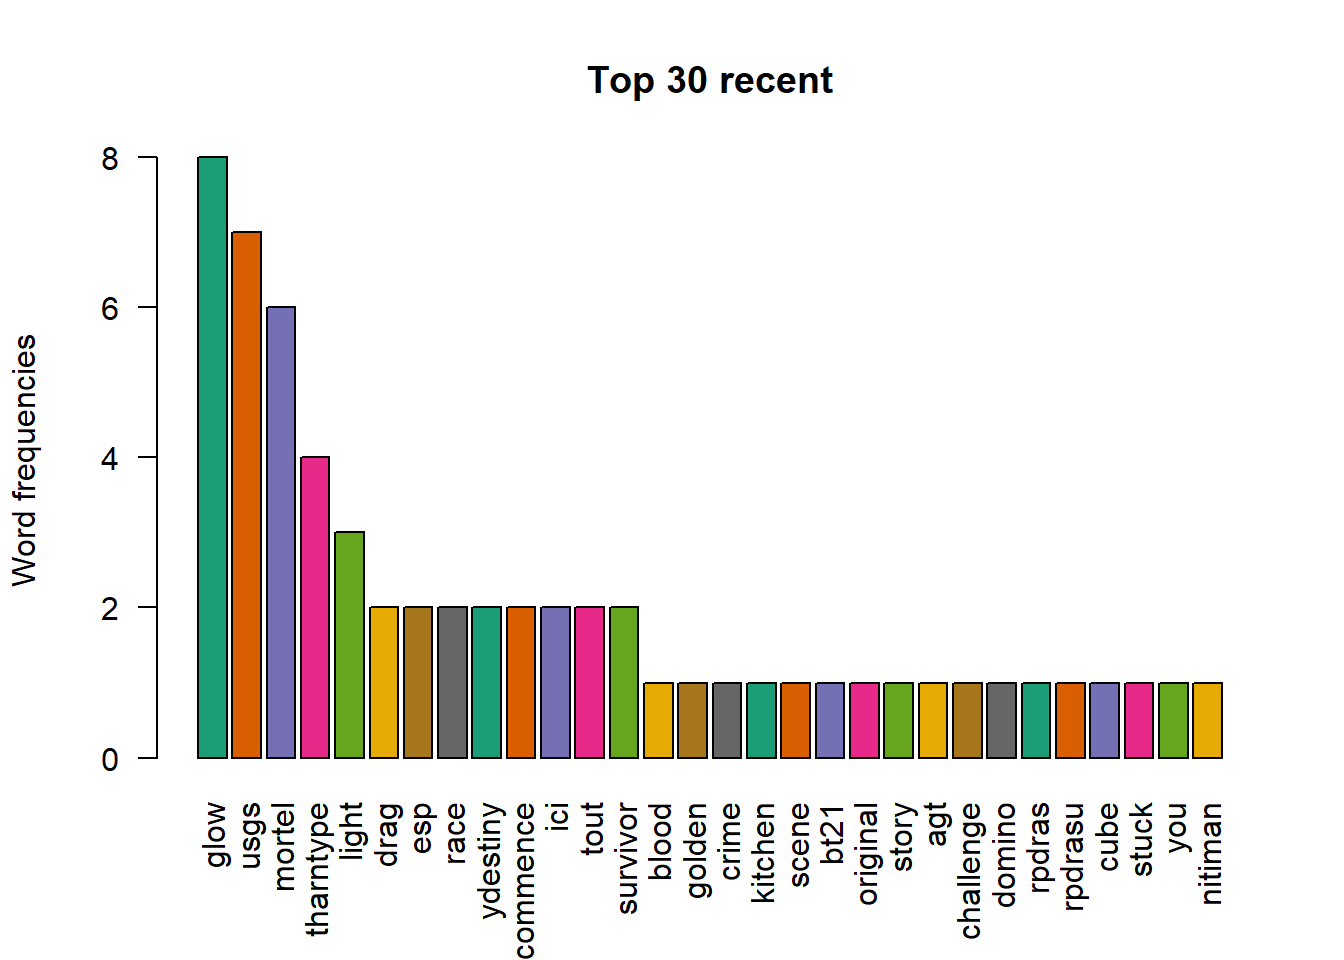 Top 30 recent
Word frequencies
8
6
4
2
0
glow
usgs
mortel
tharntype
light
drag
esp
race
ydestiny
commence
ici
tout
survivor
blood
golden
crime
kitchen
scene
bt21
original
story
agt
challenge
domino
rpdras
rpdrasu
cube
stuck
you
nitiman